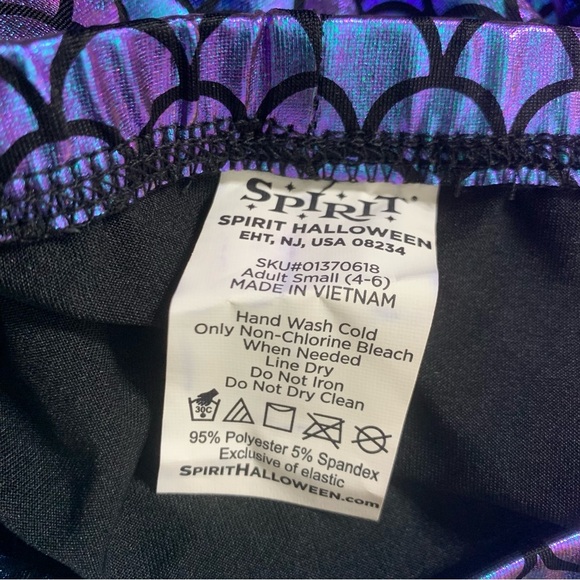 SPIRIT
SPIRIT HALLOWEEN
EHT, NJ, USA 08234
SKU#01370618
Adult Small (4-6)
MADE IN VIETNAM
Hand Wash Cold
Only Non-Chlorine Bleach
When Needed
Line Dry
Do Not Iron
Do Not Dry Clean
30C
95% Polyester 5% Spandex
Exclusive of elastic
SPIRITHALLOWEEN.com